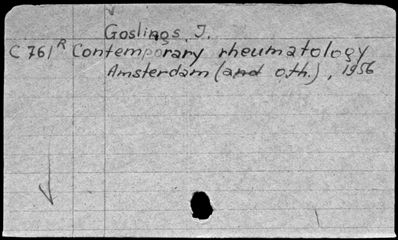 Goslings, J.
C 761ᴿ Contemporary rheumatology
Amsterdam (and oth.), 1956